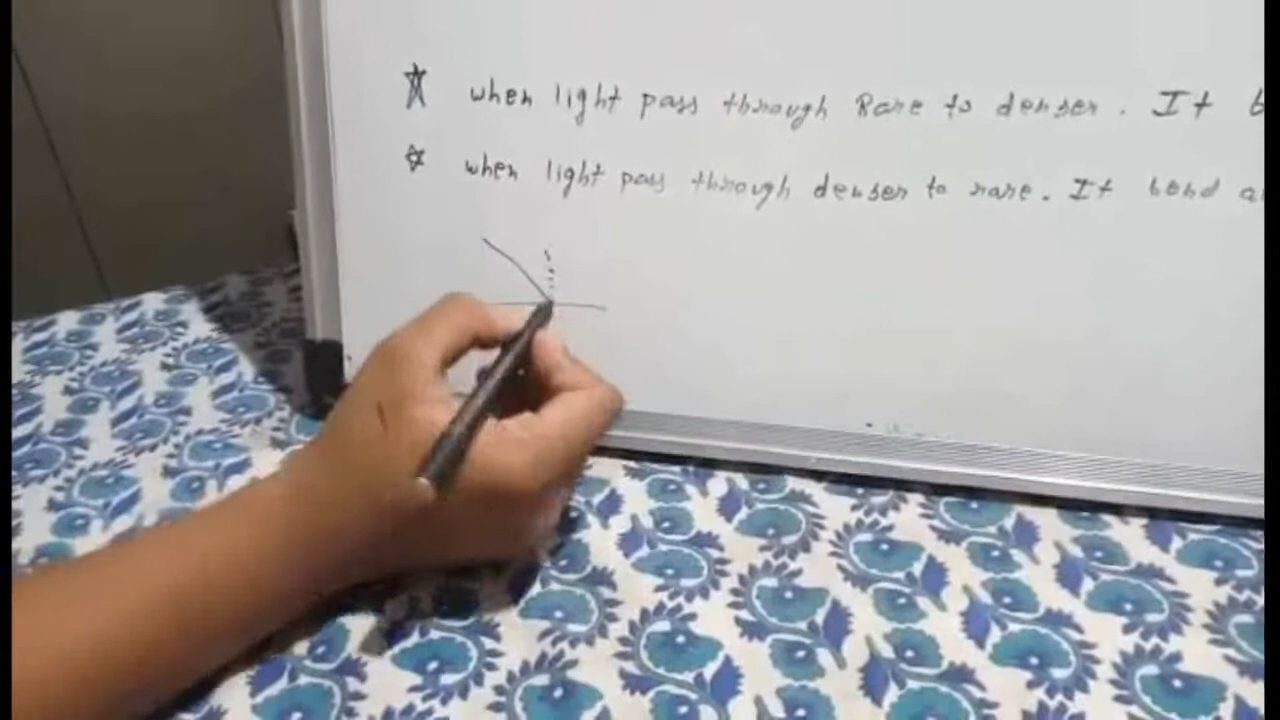 ☆ when light pass through Rare to denser. It b
☆ when light pass through denser to rare. It bend a